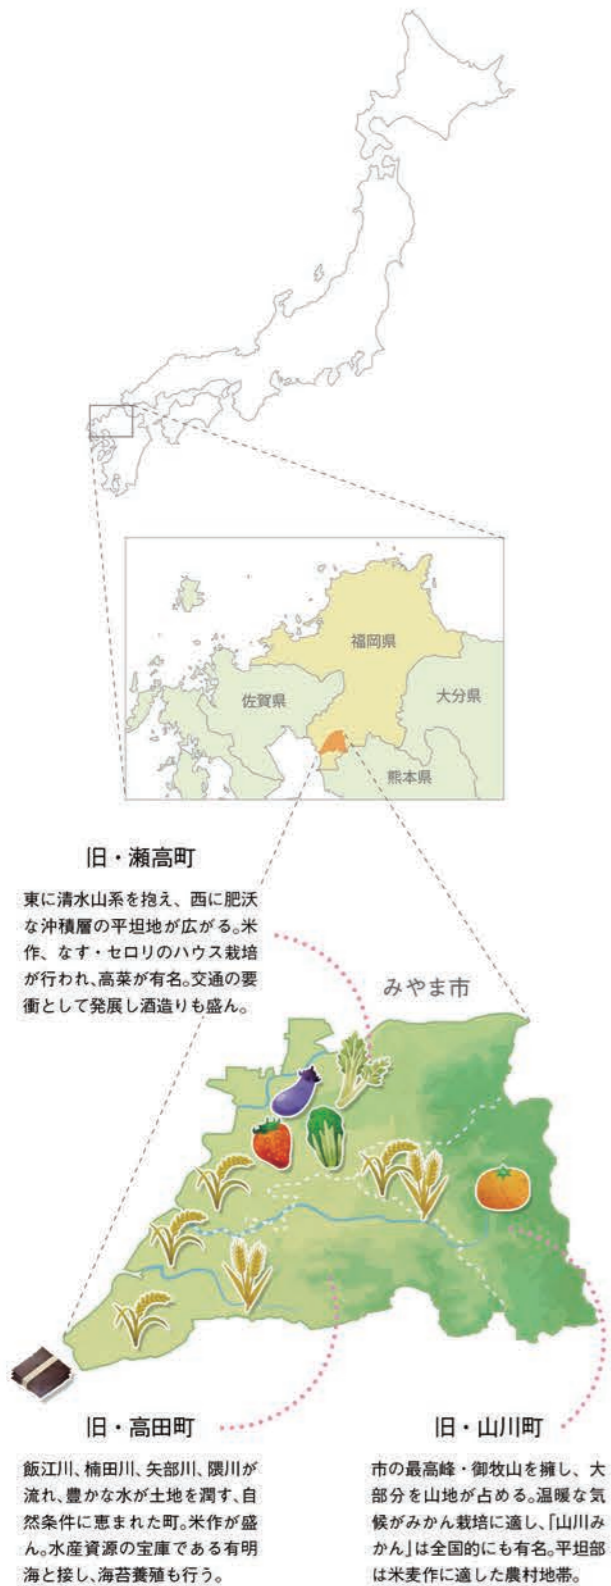 福岡県
佐賀県
大分県
熊本県
旧・瀬高町
東に清水山系を抱え、西に肥沃
な沖積層の平坦地が広がる。米
作、なす・セロリのハウス栽培
が行われ、高菜が有名。交通の要
衝として発展し酒造りも盛ん。
みやま市
旧・高田町
飯江川、楠田川、矢部川、隈川が
流れ、豊かな水が土地を潤す、自
然条件に恵まれた町。米作が盛
ん。水産資源の宝庫である有明
海と接し、海苔養殖も行う。
旧・山川町
市の最高峰・御牧山を擁し、大
部分を山地が占める。温暖な気
候がみかん栽培に適し、「山川み
かん」は全国的にも有名。平坦部
は米麦作に適した農村地帯。